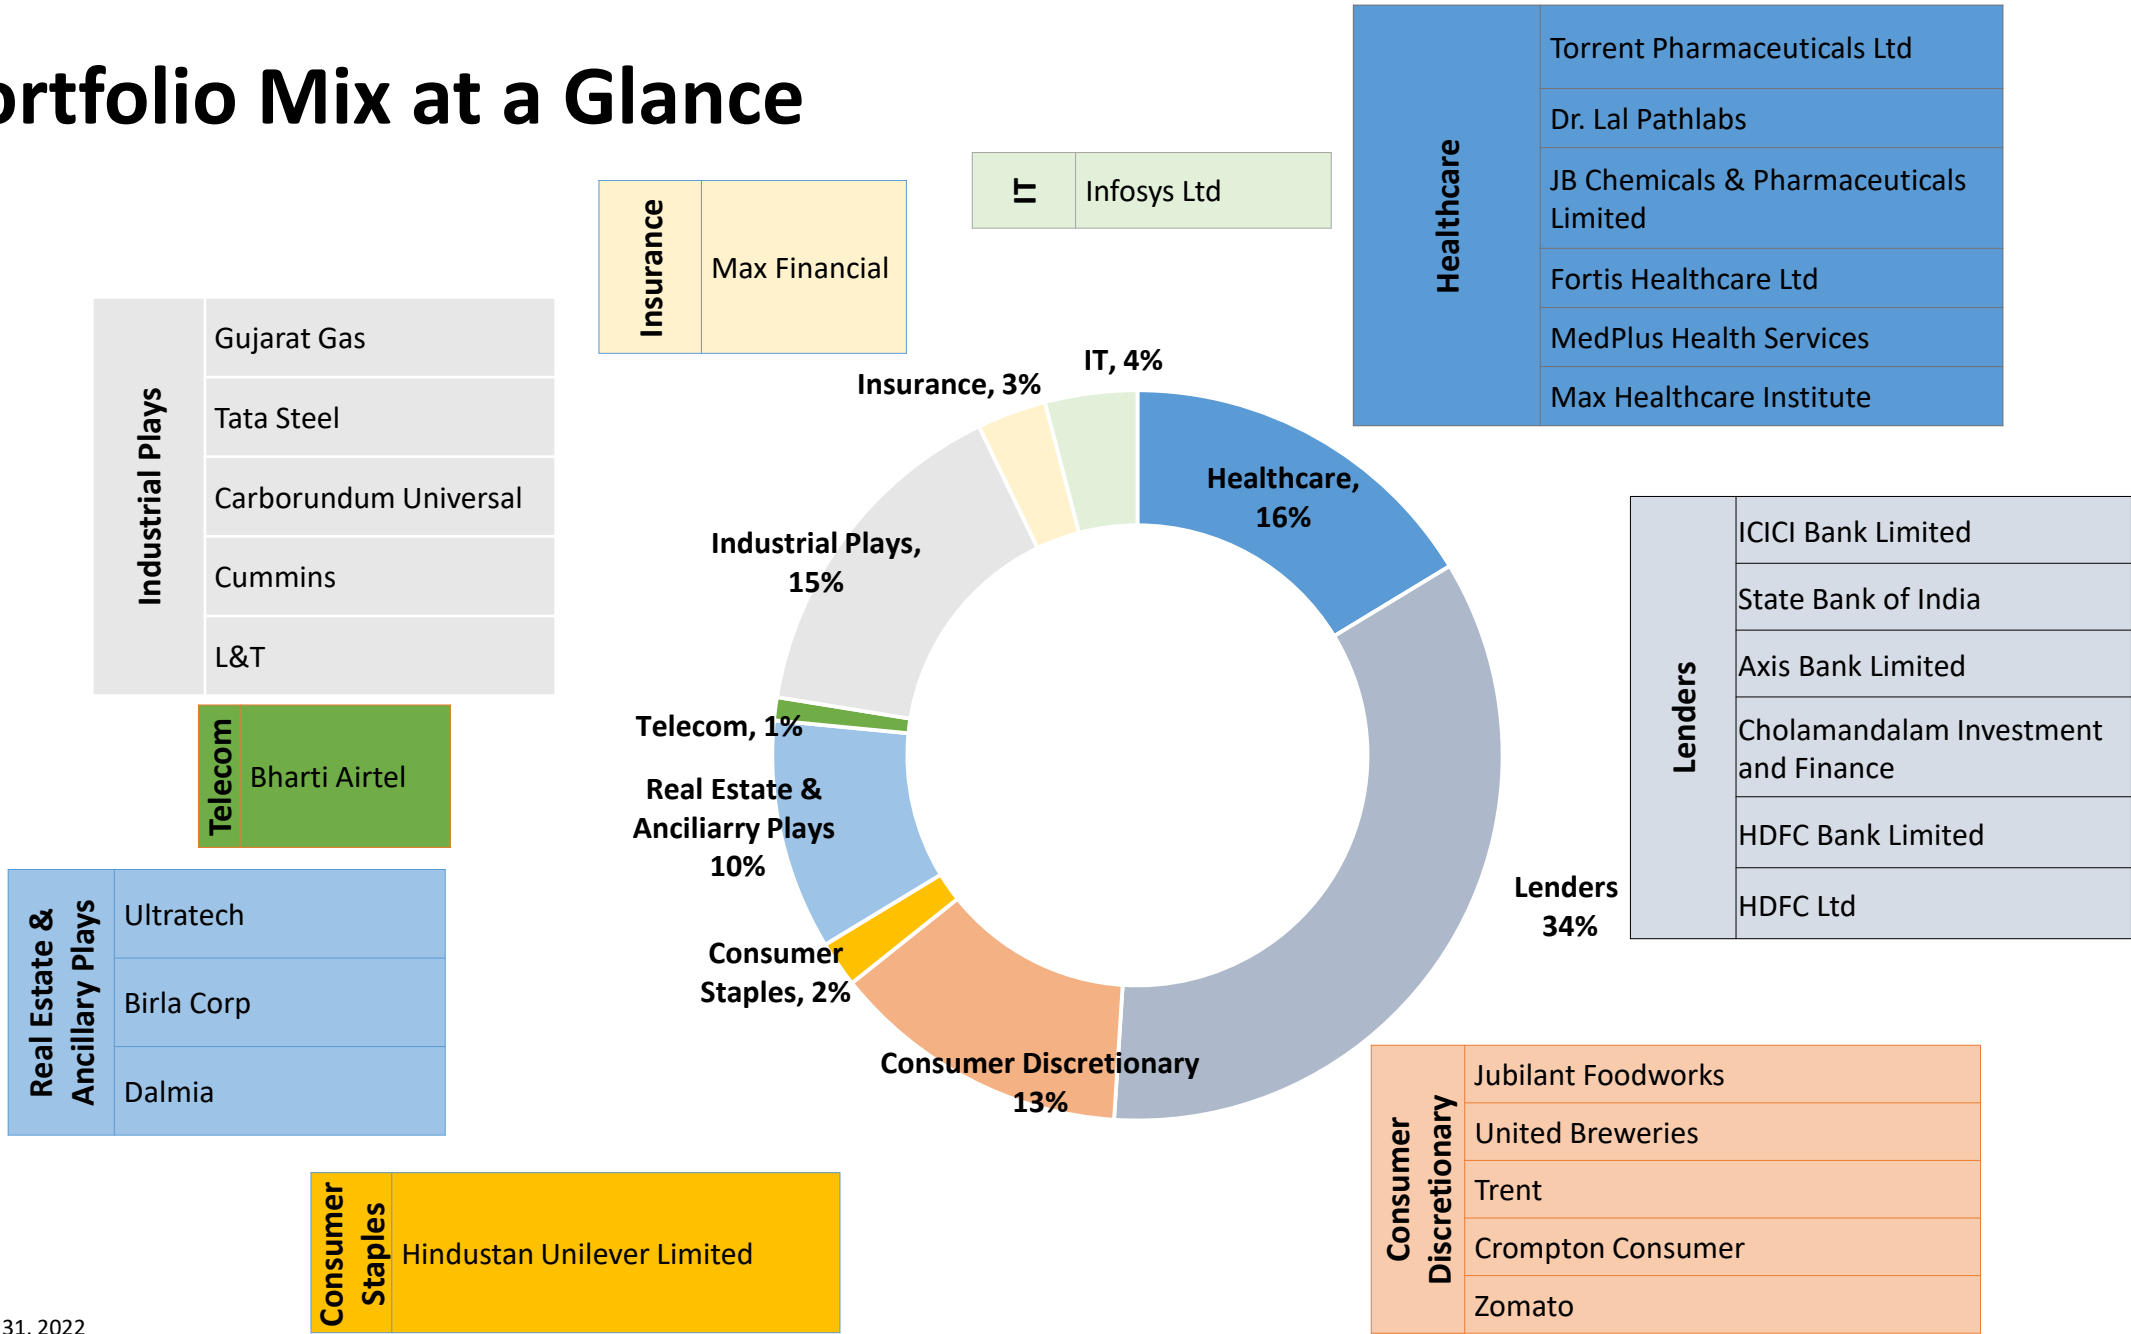 ortfolio Mix at a Glance
Torrent Pharmaceuticals Ltd
Dr. Lal Pathlabs
JB Chemicals & Pharmaceuticals
Limited
Fortis Healthcare Ltd
MedPlus Health Services
Max Healthcare Institute
Healthcare
IT
Infosys Ltd
Insurance
Max Financial
Industrial Plays
Gujarat Gas
Tata Steel
Carborundum Universal
Cummins
L&T
IT, 4%
Insurance, 3%
Healthcare,
16%
Industrial Plays,
15%
Telecom, 1%
Real Estate &
Anciliarry Plays
10%
Consumer
Staples, 2%
Consumer Discretionary
13%
Lenders
34%
Lenders
ICICI Bank Limited
State Bank of India
Axis Bank Limited
Cholamandalam Investment
and Finance
HDFC Bank Limited
HDFC Ltd
Telecom
Bharti Airtel
Real Estate &
Ancillary Plays
Ultratech
Birla Corp
Dalmia
Consumer
Staples
Hindustan Unilever Limited
Consumer
Discretionary
Jubilant Foodworks
United Breweries
Trent
Crompton Consumer
Zomato
31, 2022